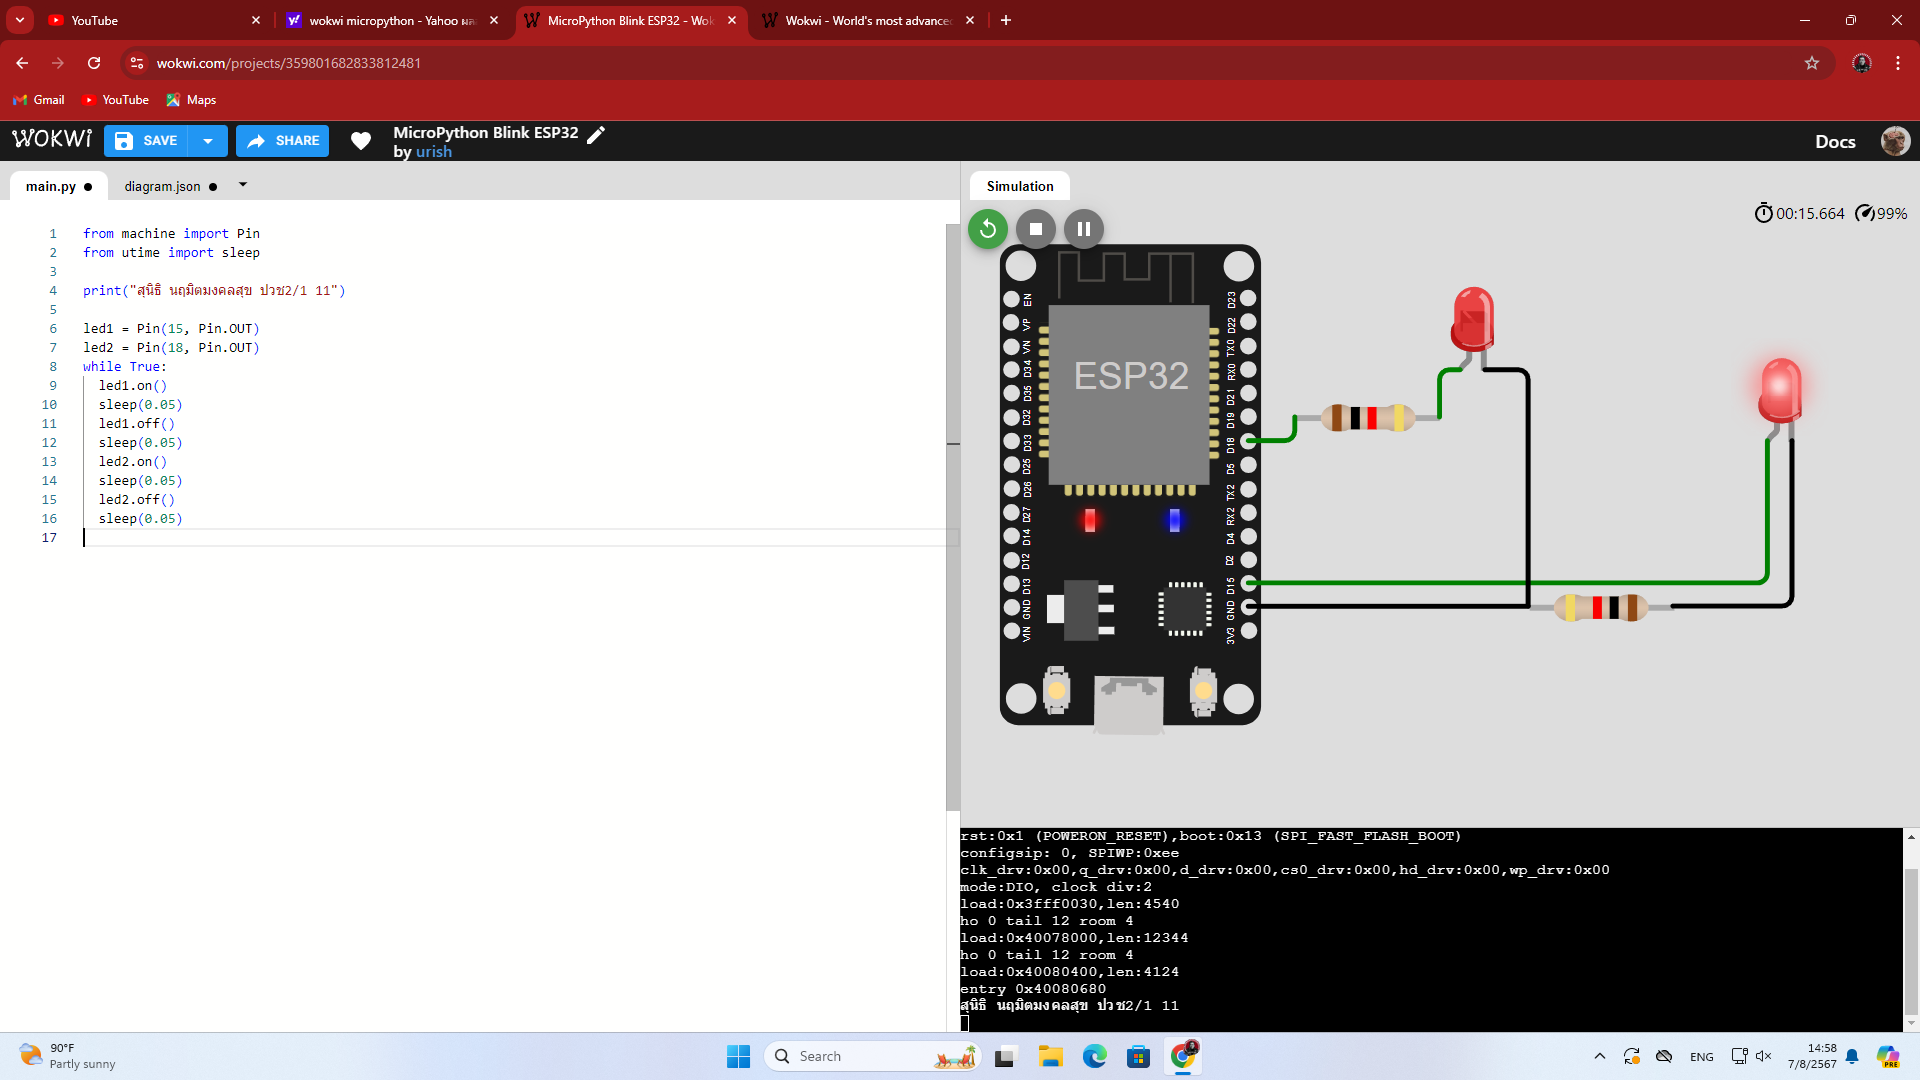 YouTube
wokwi micropython - Yahoo ผล
MicroPython Blink ESP32 - Wok
Wokwi - World's most advanced
wokwi.com/projects/359801682833812481
Gmail YouTube Maps
WOKWi SAVE SHARE MicroPython Blink ESP32 by urish Docs
main.py diagram.json
Simulation
00:15.664 99%
1 from machine import Pin
2 from utime import sleep
3
4 print("สุนิธิ นฤมิตมงคลสุข ปวช2/1 11")
5
6 led1 = Pin(15, Pin.OUT)
7 led2 = Pin(18, Pin.OUT)
8 while True:
9 led1.on()
10 sleep(0.05)
11 led1.off()
12 sleep(0.05)
13 led2.on()
14 sleep(0.05)
15 led2.off()
16 sleep(0.05)
17
ESP32
EN
VP
VN
D34
D35
D32
D33
D25
D26
D27
D14
D12
D13
GND
VIN
D23
D22
TX0
RX0
D21
D19
D18
D5
TX2
RX2
D4
D2
D15
GND
3V3
rst:0x1 (POWERON_RESET),boot:0x13 (SPI_FAST_FLASH_BOOT)
configsip: 0, SPIWP:0xee
clk_drv:0x00,q_drv:0x00,d_drv:0x00,cs0_drv:0x00,hd_drv:0x00,wp_drv:0x00
mode:DIO, clock div:2
load:0x3fff0030,len:4540
ho 0 tail 12 room 4
load:0x40078000,len:12344
ho 0 tail 12 room 4
load:0x40080400,len:4124
entry 0x40080680
สุนิธิ นฤมิตมงคลสุข ปวช2/1 11
90°F
Partly sunny
Search
ENG
14:58
7/8/2567
PRE